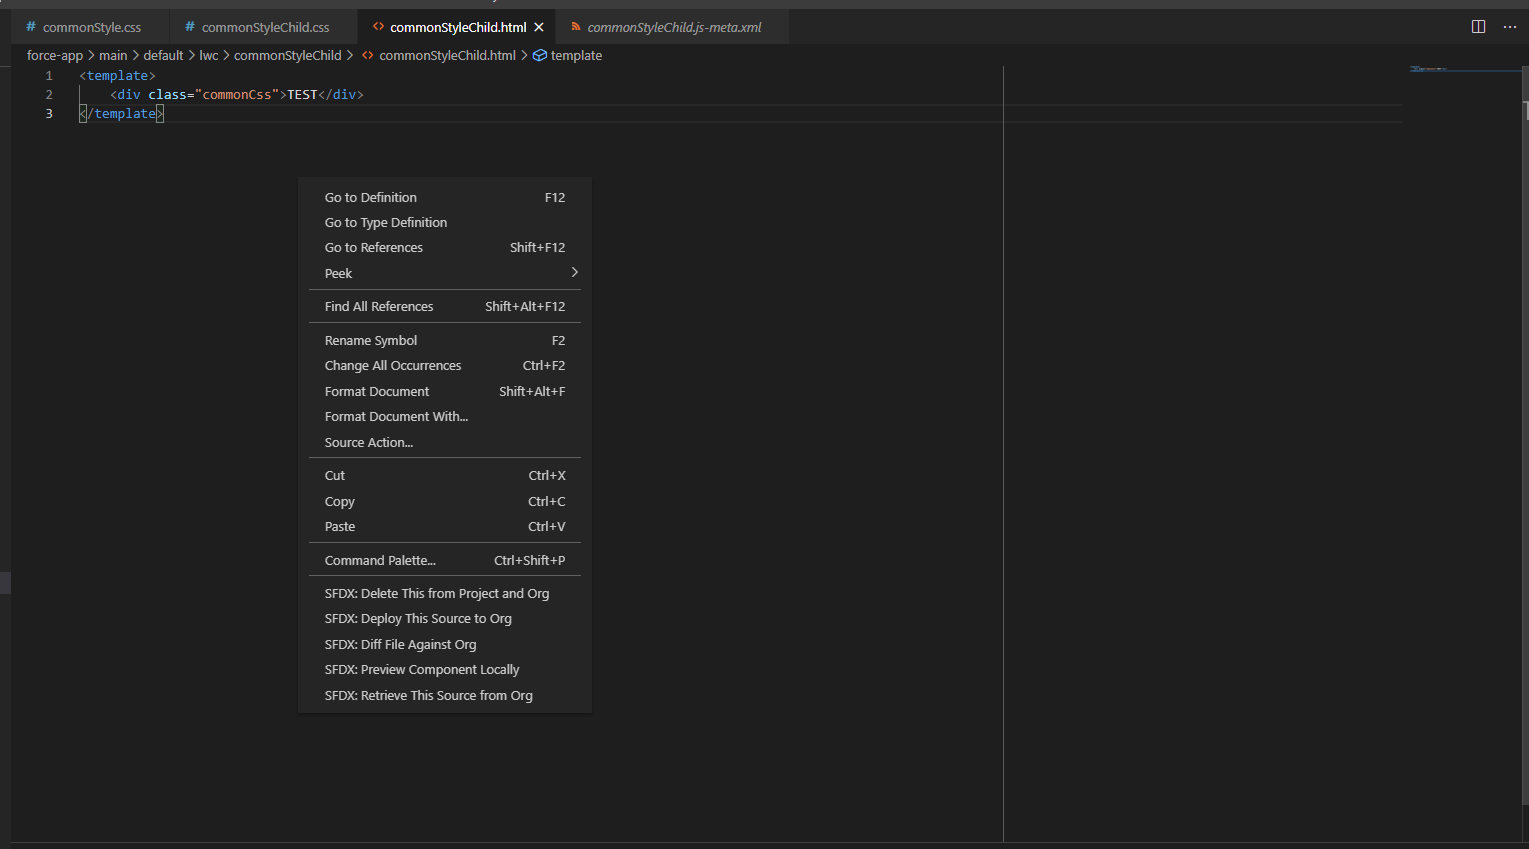 commonStyle.css commonStyleChild.css commonStyleChild.html commonStyleChild.js-meta.xml
force-app > main > default > lwc > commonStyleChild > commonStyleChild.html > template
1 <template>
2 <div class="commonCss">TEST</div>
3 </template>
Go to Definition F12
Go to Type Definition
Go to References Shift+F12
Peek
Find All References Shift+Alt+F12
Rename Symbol F2
Change All Occurrences Ctrl+F2
Format Document Shift+Alt+F
Format Document With...
Source Action...
Cut Ctrl+X
Copy Ctrl+C
Paste Ctrl+V
Command Palette... Ctrl+Shift+P
SFDX: Delete This from Project and Org
SFDX: Deploy This Source to Org
SFDX: Diff File Against Org
SFDX: Preview Component Locally
SFDX: Retrieve This Source from Org